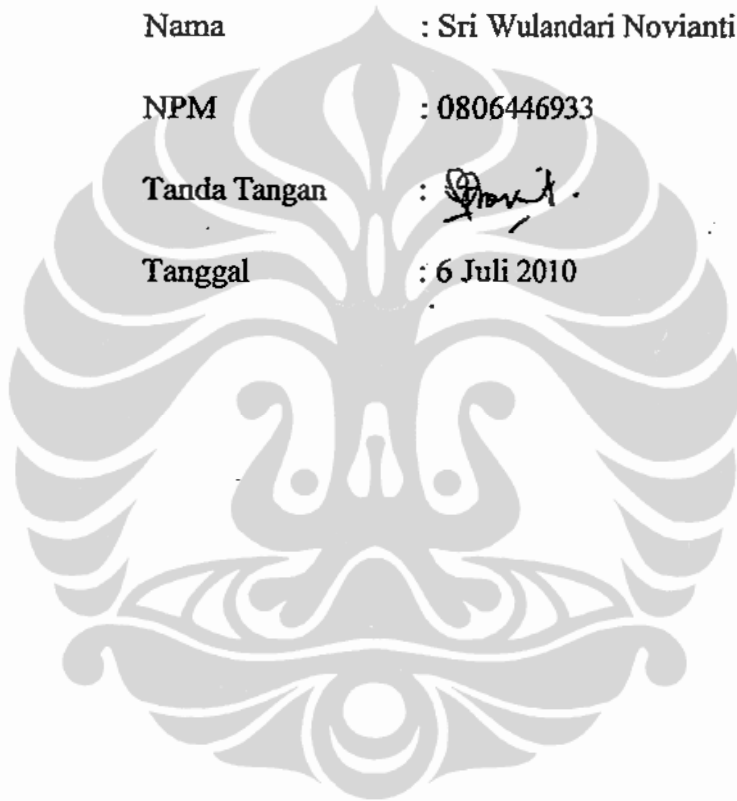 Nama : Sri Wulandari Novianti
NPM : 0806446933
Tanda Tangan :
Tanggal : 6 Juli 2010